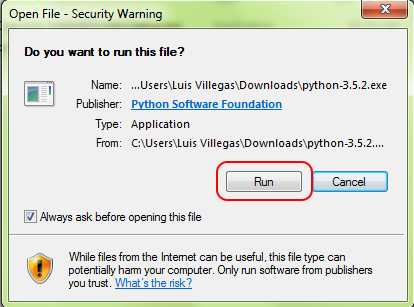 Open File - Security Warning
Do you want to run this file?
Name: ...Users\Luis Villegas\Downloads\python-3.5.2.exe
Publisher: Python Software Foundation
Type: Application
From: C:\Users\Luis Villegas\Downloads\python-3.5.2....
Run Cancel
Always ask before opening this file
While files from the Internet can be useful, this file type can
potentially harm your computer. Only run software from publishers
you trust. What's the risk?